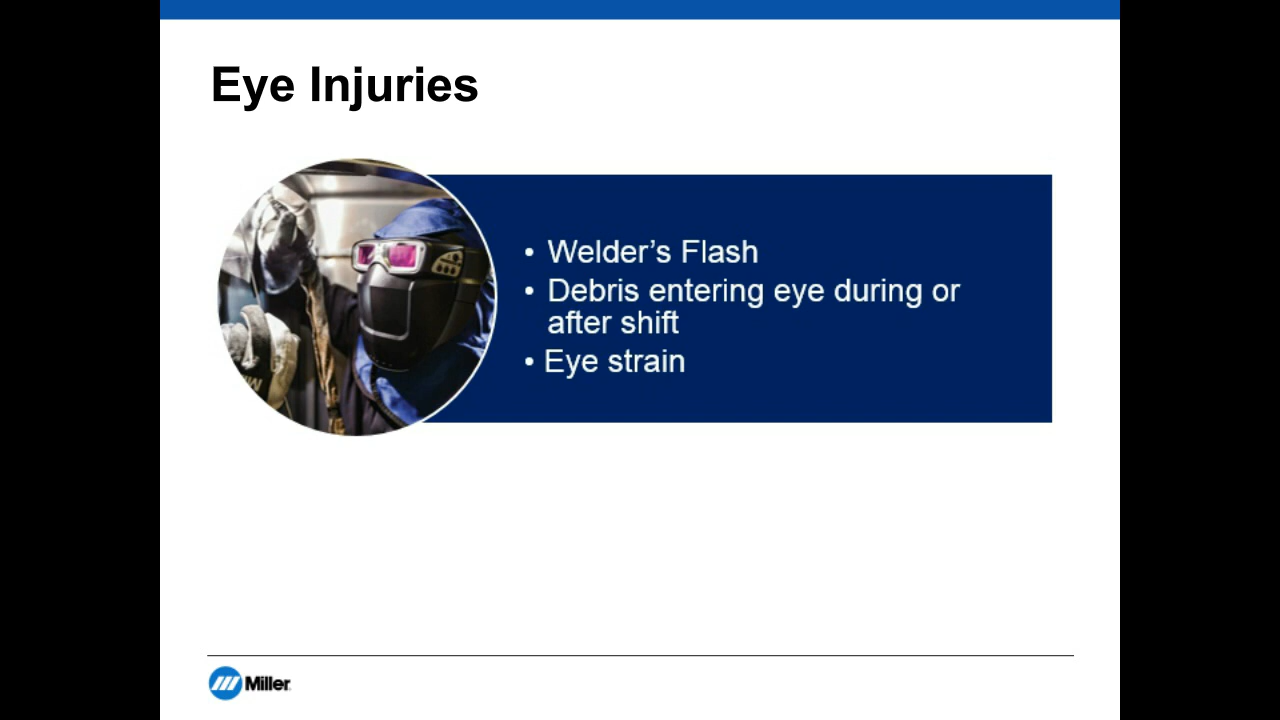 Eye Injuries
• Welder’s Flash
• Debris entering eye during or
after shift
• Eye strain
Miller